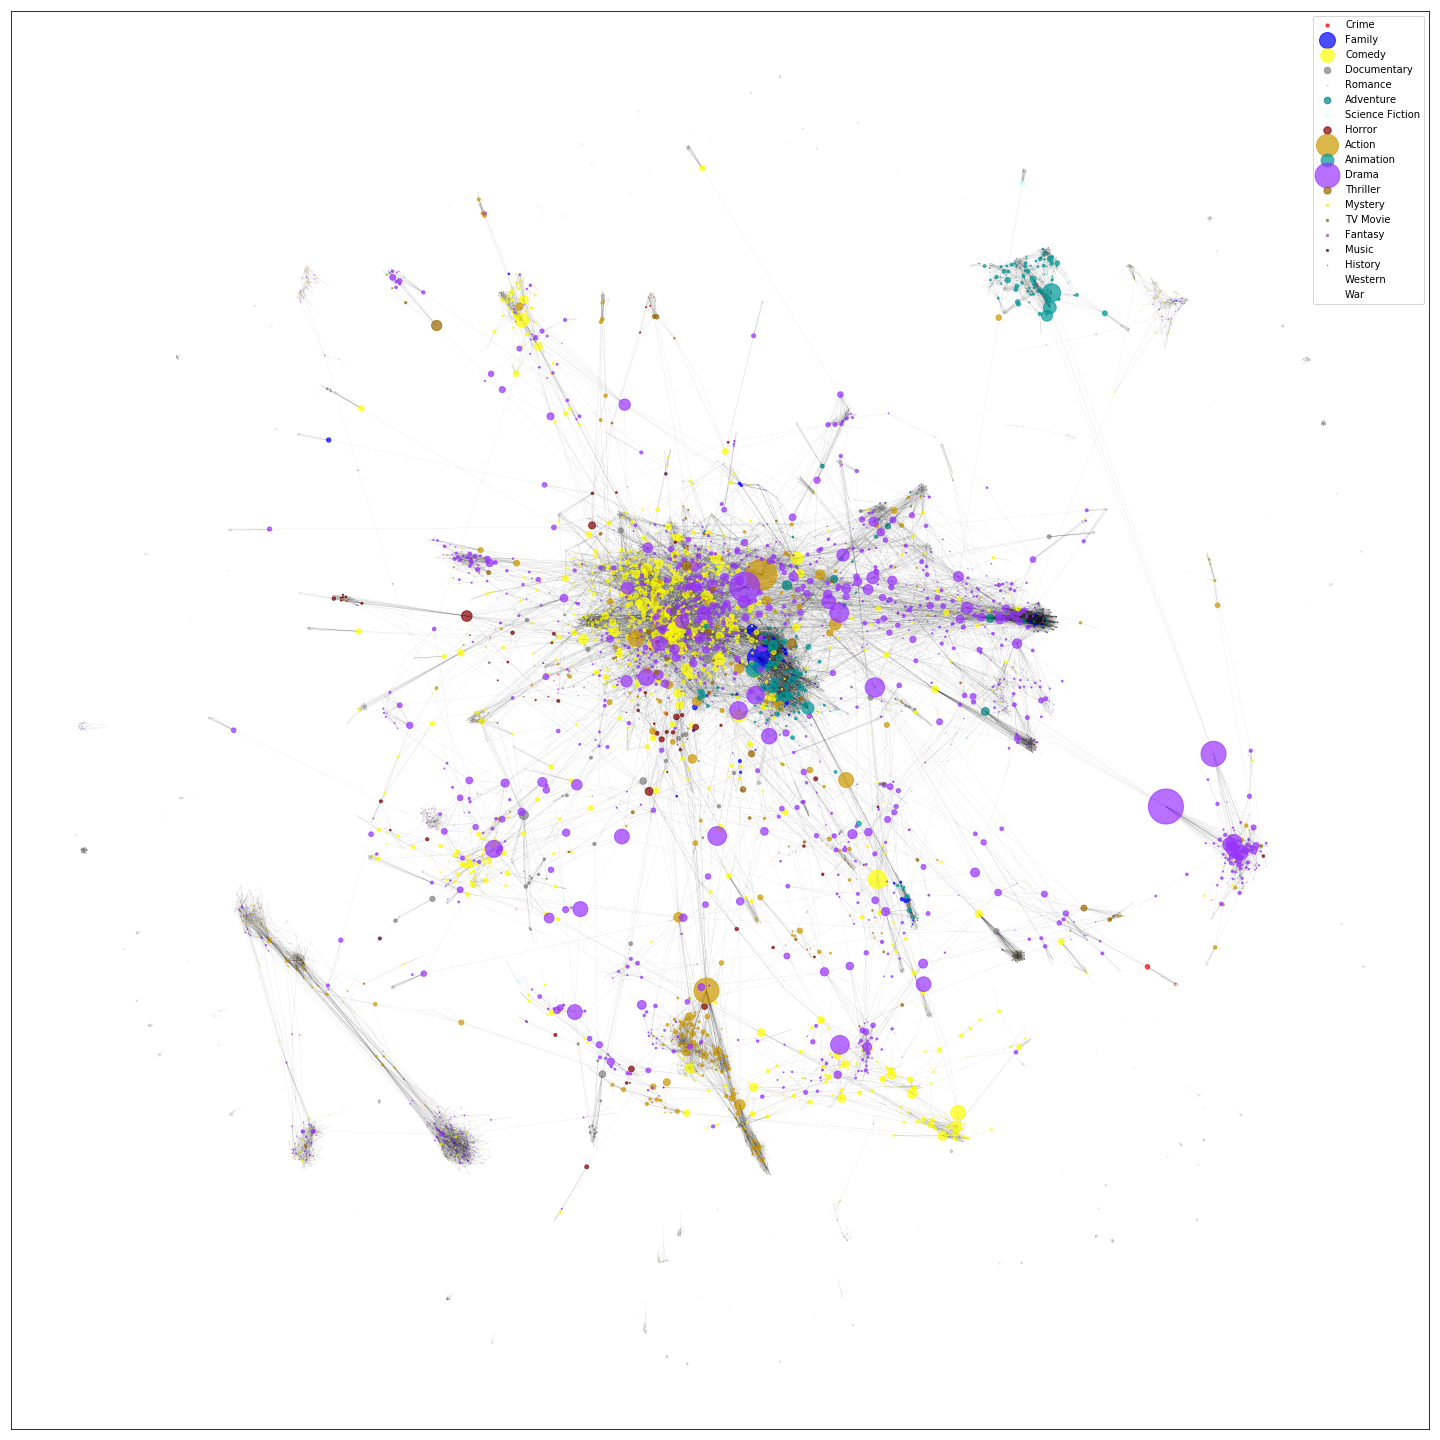 Crime
Family
Comedy
Documentary
Romance
Adventure
Science Fiction
Horror
Action
Animation
Drama
Thriller
Mystery
TV Movie
Fantasy
Music
History
Western
War